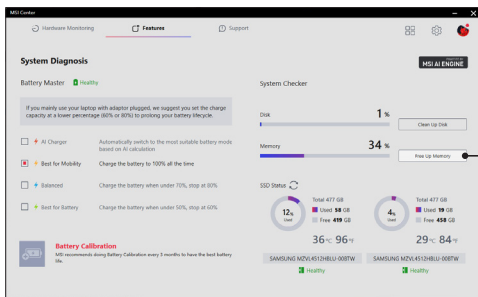 MSI Center
Hardware Monitoring
Features
Support
System Diagnosis
MSI AI ENGINE
Battery Master
Healthy
System Checker
If you mainly use your laptop with adaptor plugged, we suggest you set the charge
capacity at a lower percentage (60% or 80%) to prolong your battery lifecycle.
Disk
1 %
Clean Up Disk
AI Charger
Automatically switch to the most suitable battery mode
based on AI calculation
Memory
34 %
Free Up Memory
Best for Mobility
Charge the battery to 100% all the time
Balanced
Charge the battery when under 70%, stop at 80%
Best for Battery
Charge the battery when under 50%, stop at 60%
SSD Status
12%
Used
Total 477 GB
Used 58 GB
Free 419 GB
4%
Used
Total 477 GB
Used 19 GB
Free 458 GB
36°C 96°F
29°C 84°F
Battery Calibration
MSI recommends doing Battery Calibration every 3 months to have the best battery
life.
SAMSUNG MZVL4512HBLU-00BTW
SAMSUNG MZVL4512HBLU-00BTW
Healthy
Healthy